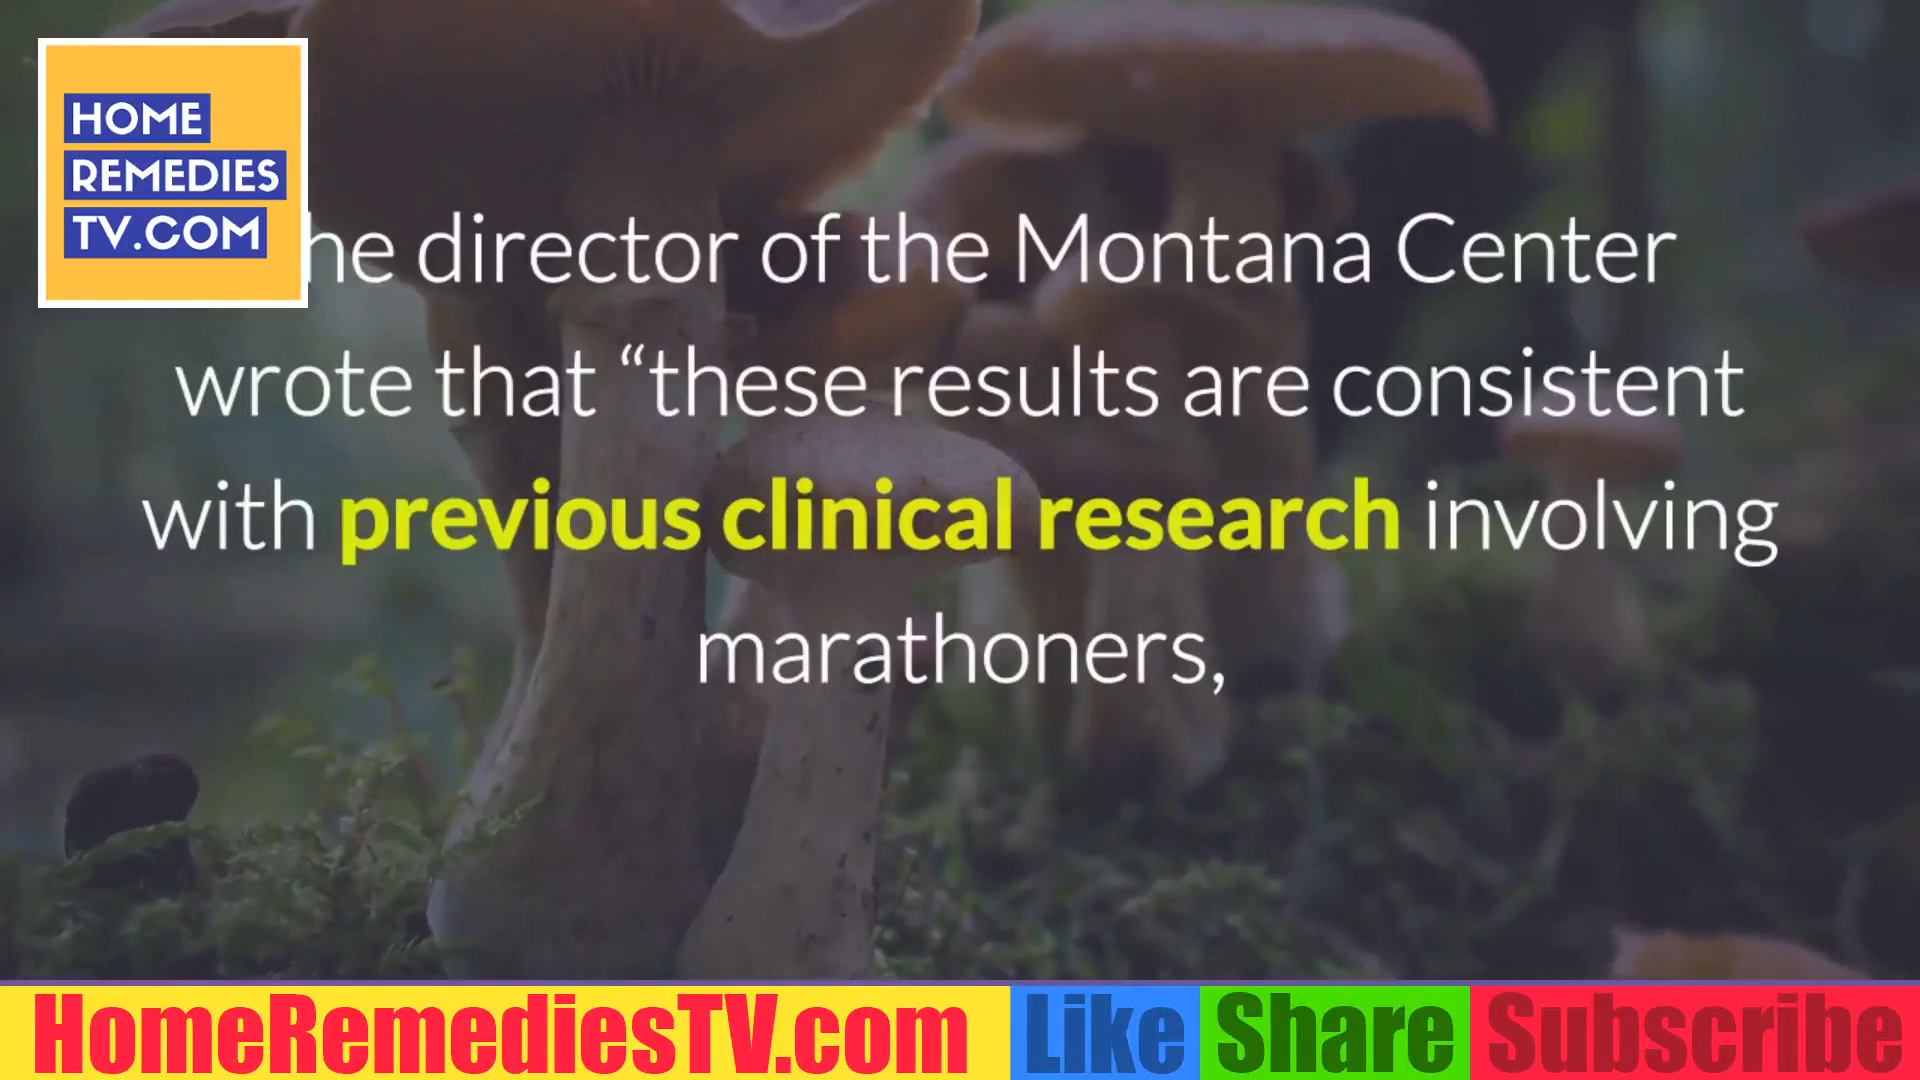 HOME
REMEDIES
TV.COM
he director of the Montana Center
wrote that “these results are consistent
with previous clinical research involving
marathoners,
HomeRemediesTV.com Like Share Subscribe